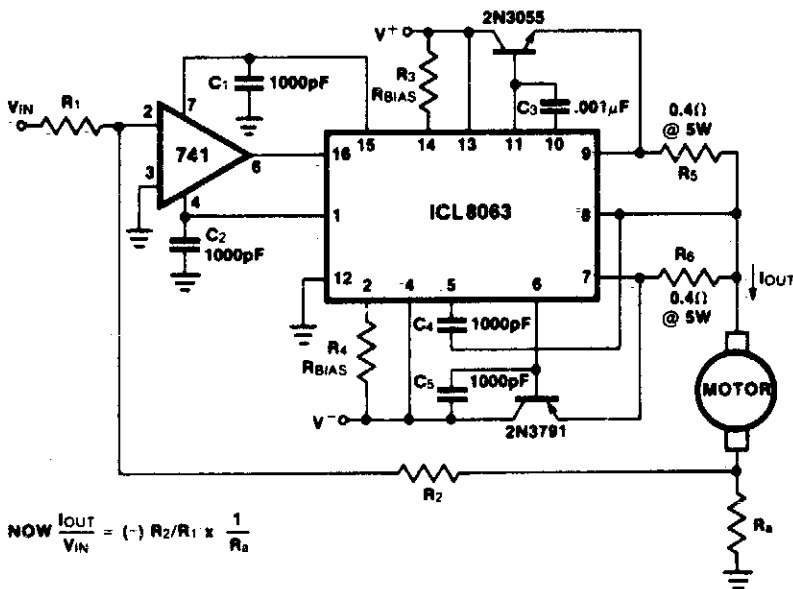 2N3055
V+
R3
RBIAS
C1
1000pF
C3
.001μF
VIN
R1
2
7
741
3
4
6
0.4Ω
@ 5W
R5
16
15
14
13
11
10
9
ICL8063
1
8
12
2
4
5
6
7
C2
1000pF
R6
0.4Ω
@ 5W
IOUT
R4
RBIAS
C4
1000pF
C5
1000pF
MOTOR
V-
2N3791
R2
Ra
NOW IOUT/VIN = (-) R2/R1 x 1/Ra